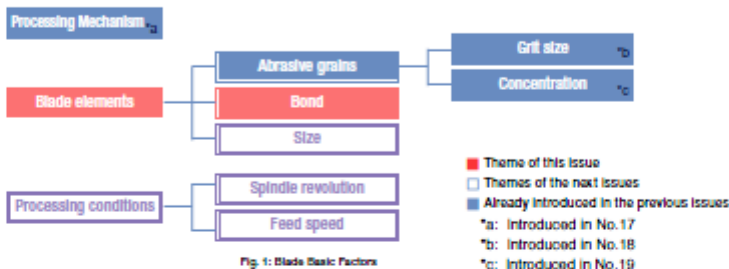 Processing Mechanism *a
Grit size *b
Abrasive grains
Concentration *c
Blade elements
Bond
Size
Theme of this issue
Themes of the next issues
Spindle revolution
Already introduced in the previous issues
Processing conditions
*a: Introduced in No.17
Feed speed
*b: Introduced in No.18
Fig. 1: Blade Basic Factors
*c: Introduced in No.19